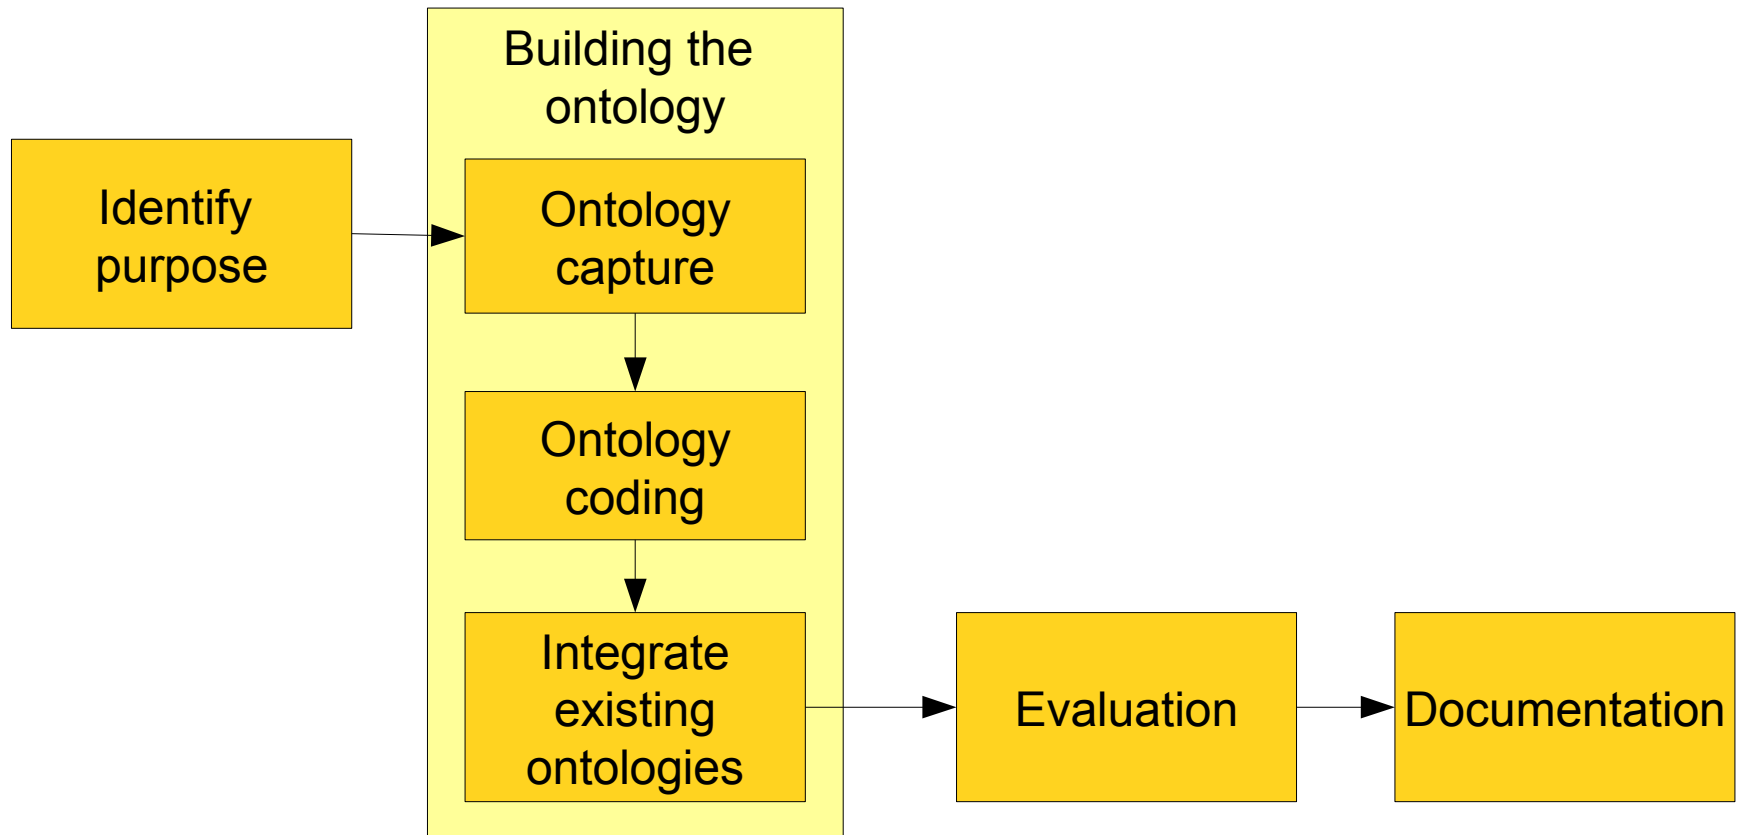 Building the
ontology
Identify
purpose
Ontology
capture
Ontology
coding
Integrate
existing
ontologies
Evaluation
Documentation